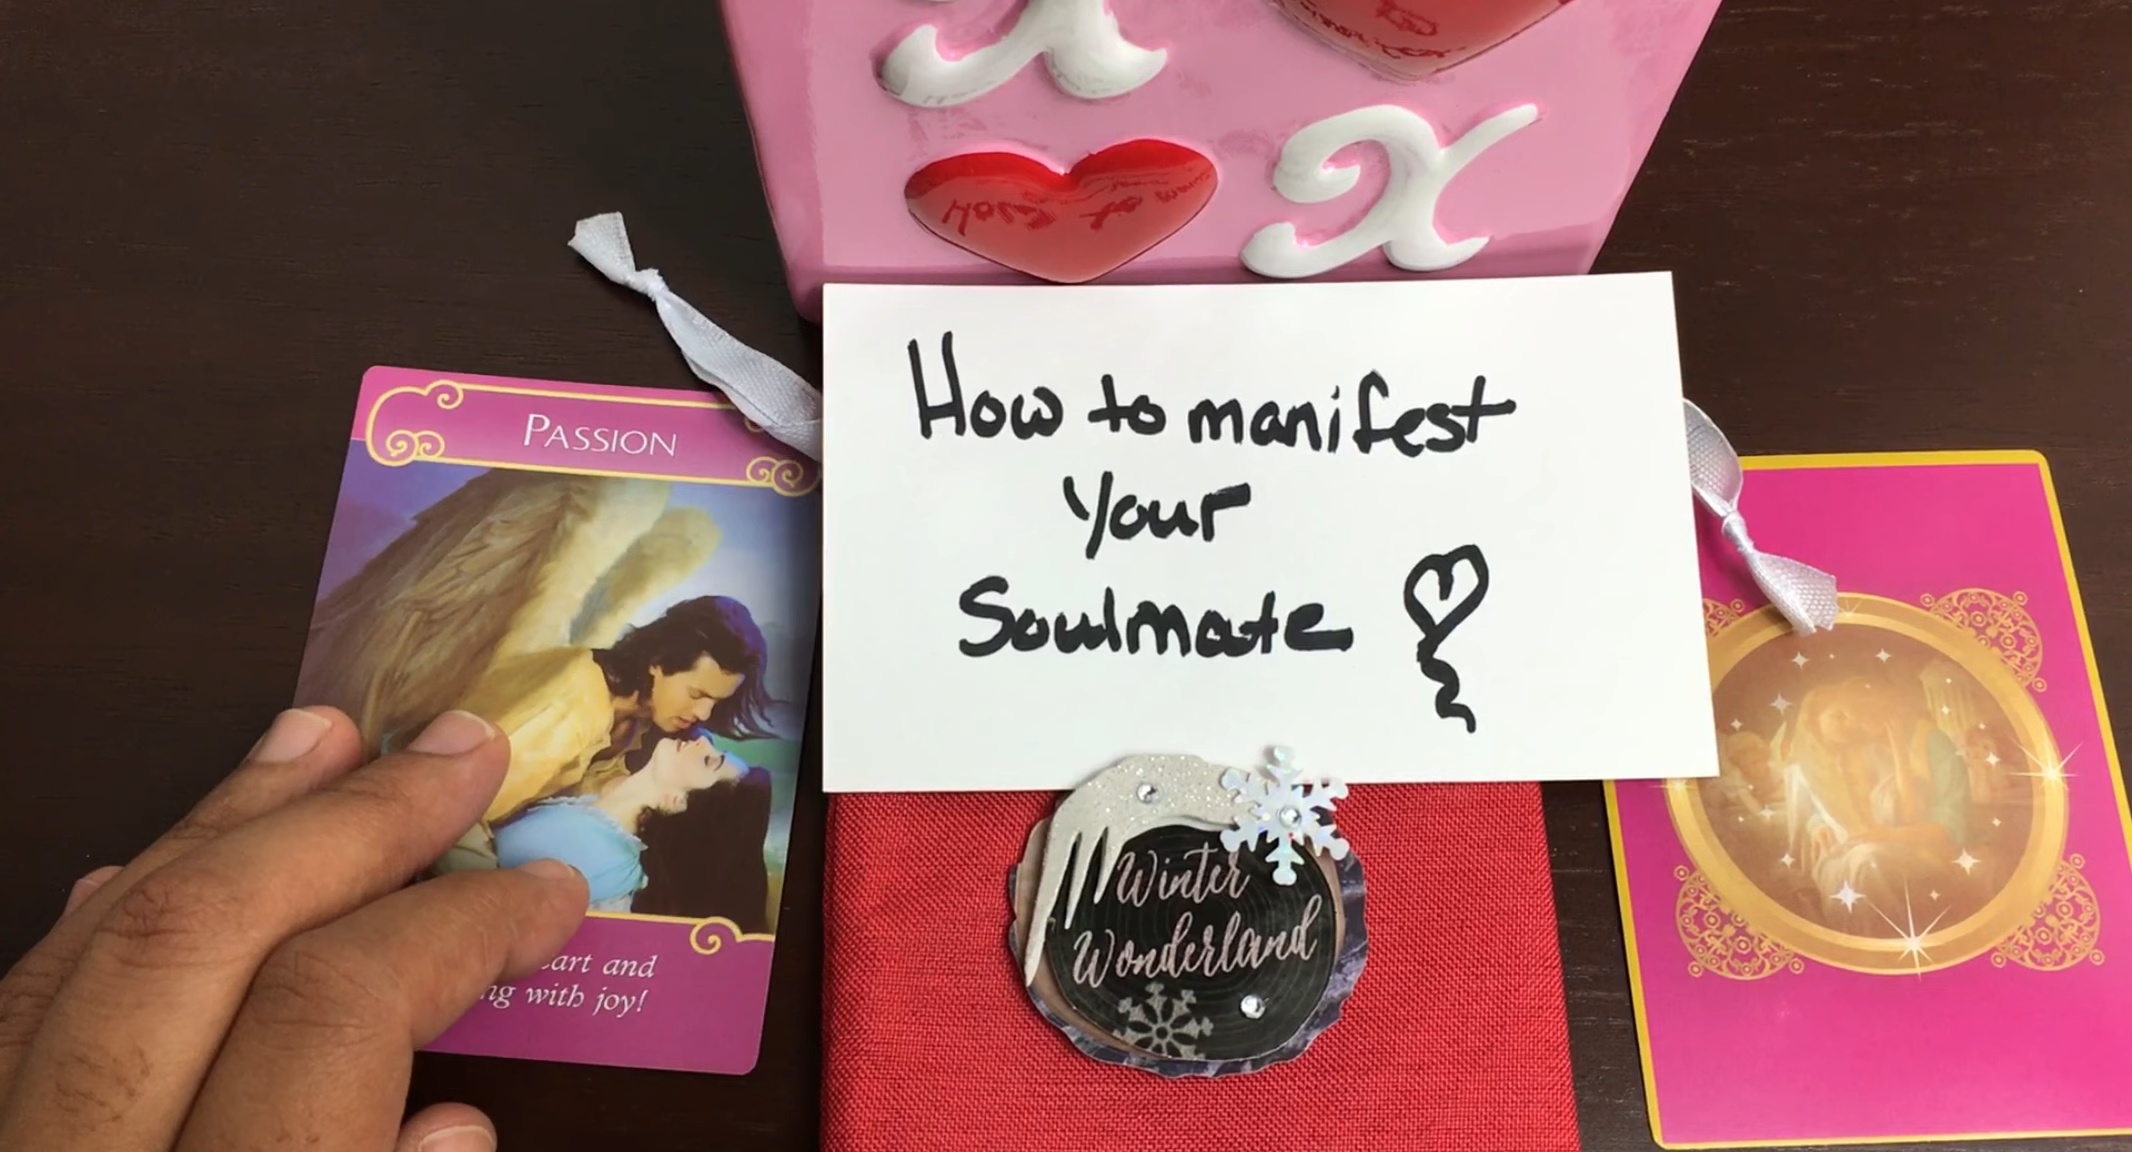 X
X
PASSION
How to manifest
Your
Soulmate
art and
ng with joy!
Winter
Wonderland